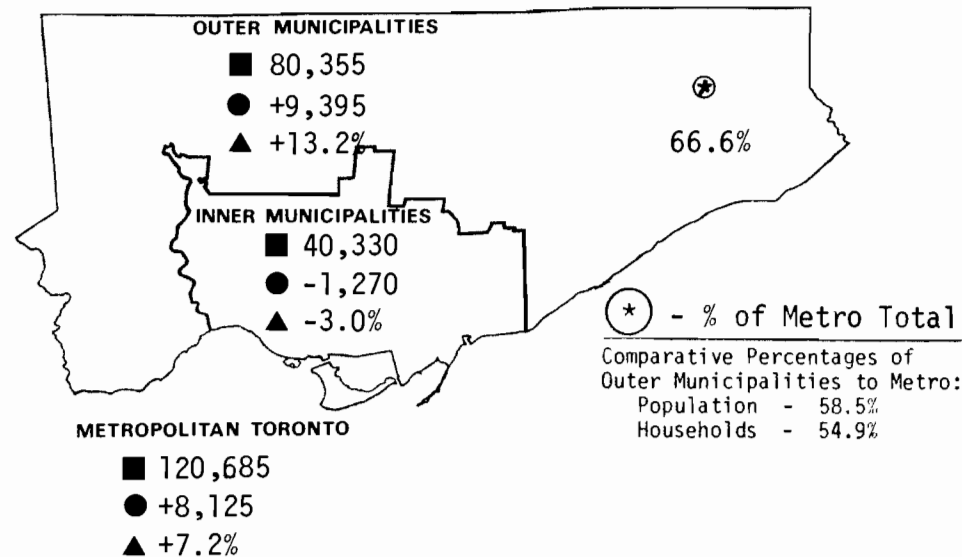 OUTER MUNICIPALITIES
■ 80,355
● +9,395
▲ +13.2%
66.6%
INNER MUNICIPALITIES
■ 40,330
● -1,270
▲ -3.0%
* - % of Metro Total
Comparative Percentages of
Outer Municipalities to Metro:
Population - 58.5%
Households - 54.9%
METROPOLITAN TORONTO
■ 120,685
● +8,125
▲ +7.2%